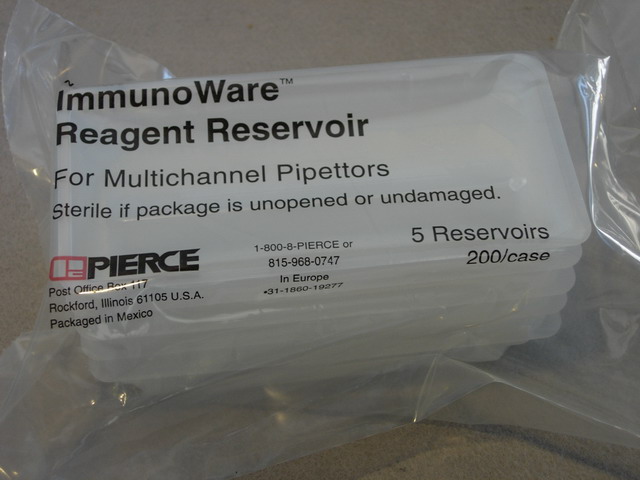 ImmunoWare™
Reagent Reservoir
For Multichannel Pipettors
Sterile if package is unopened or undamaged.
5 Reservoirs
200/case
PIERCE
Post Office Box 117
Rockford, Illinois 61105 U.S.A.
Packaged in Mexico
1-800-8-PIERCE or
815-968-0747
In Europe
+31-1860-19277